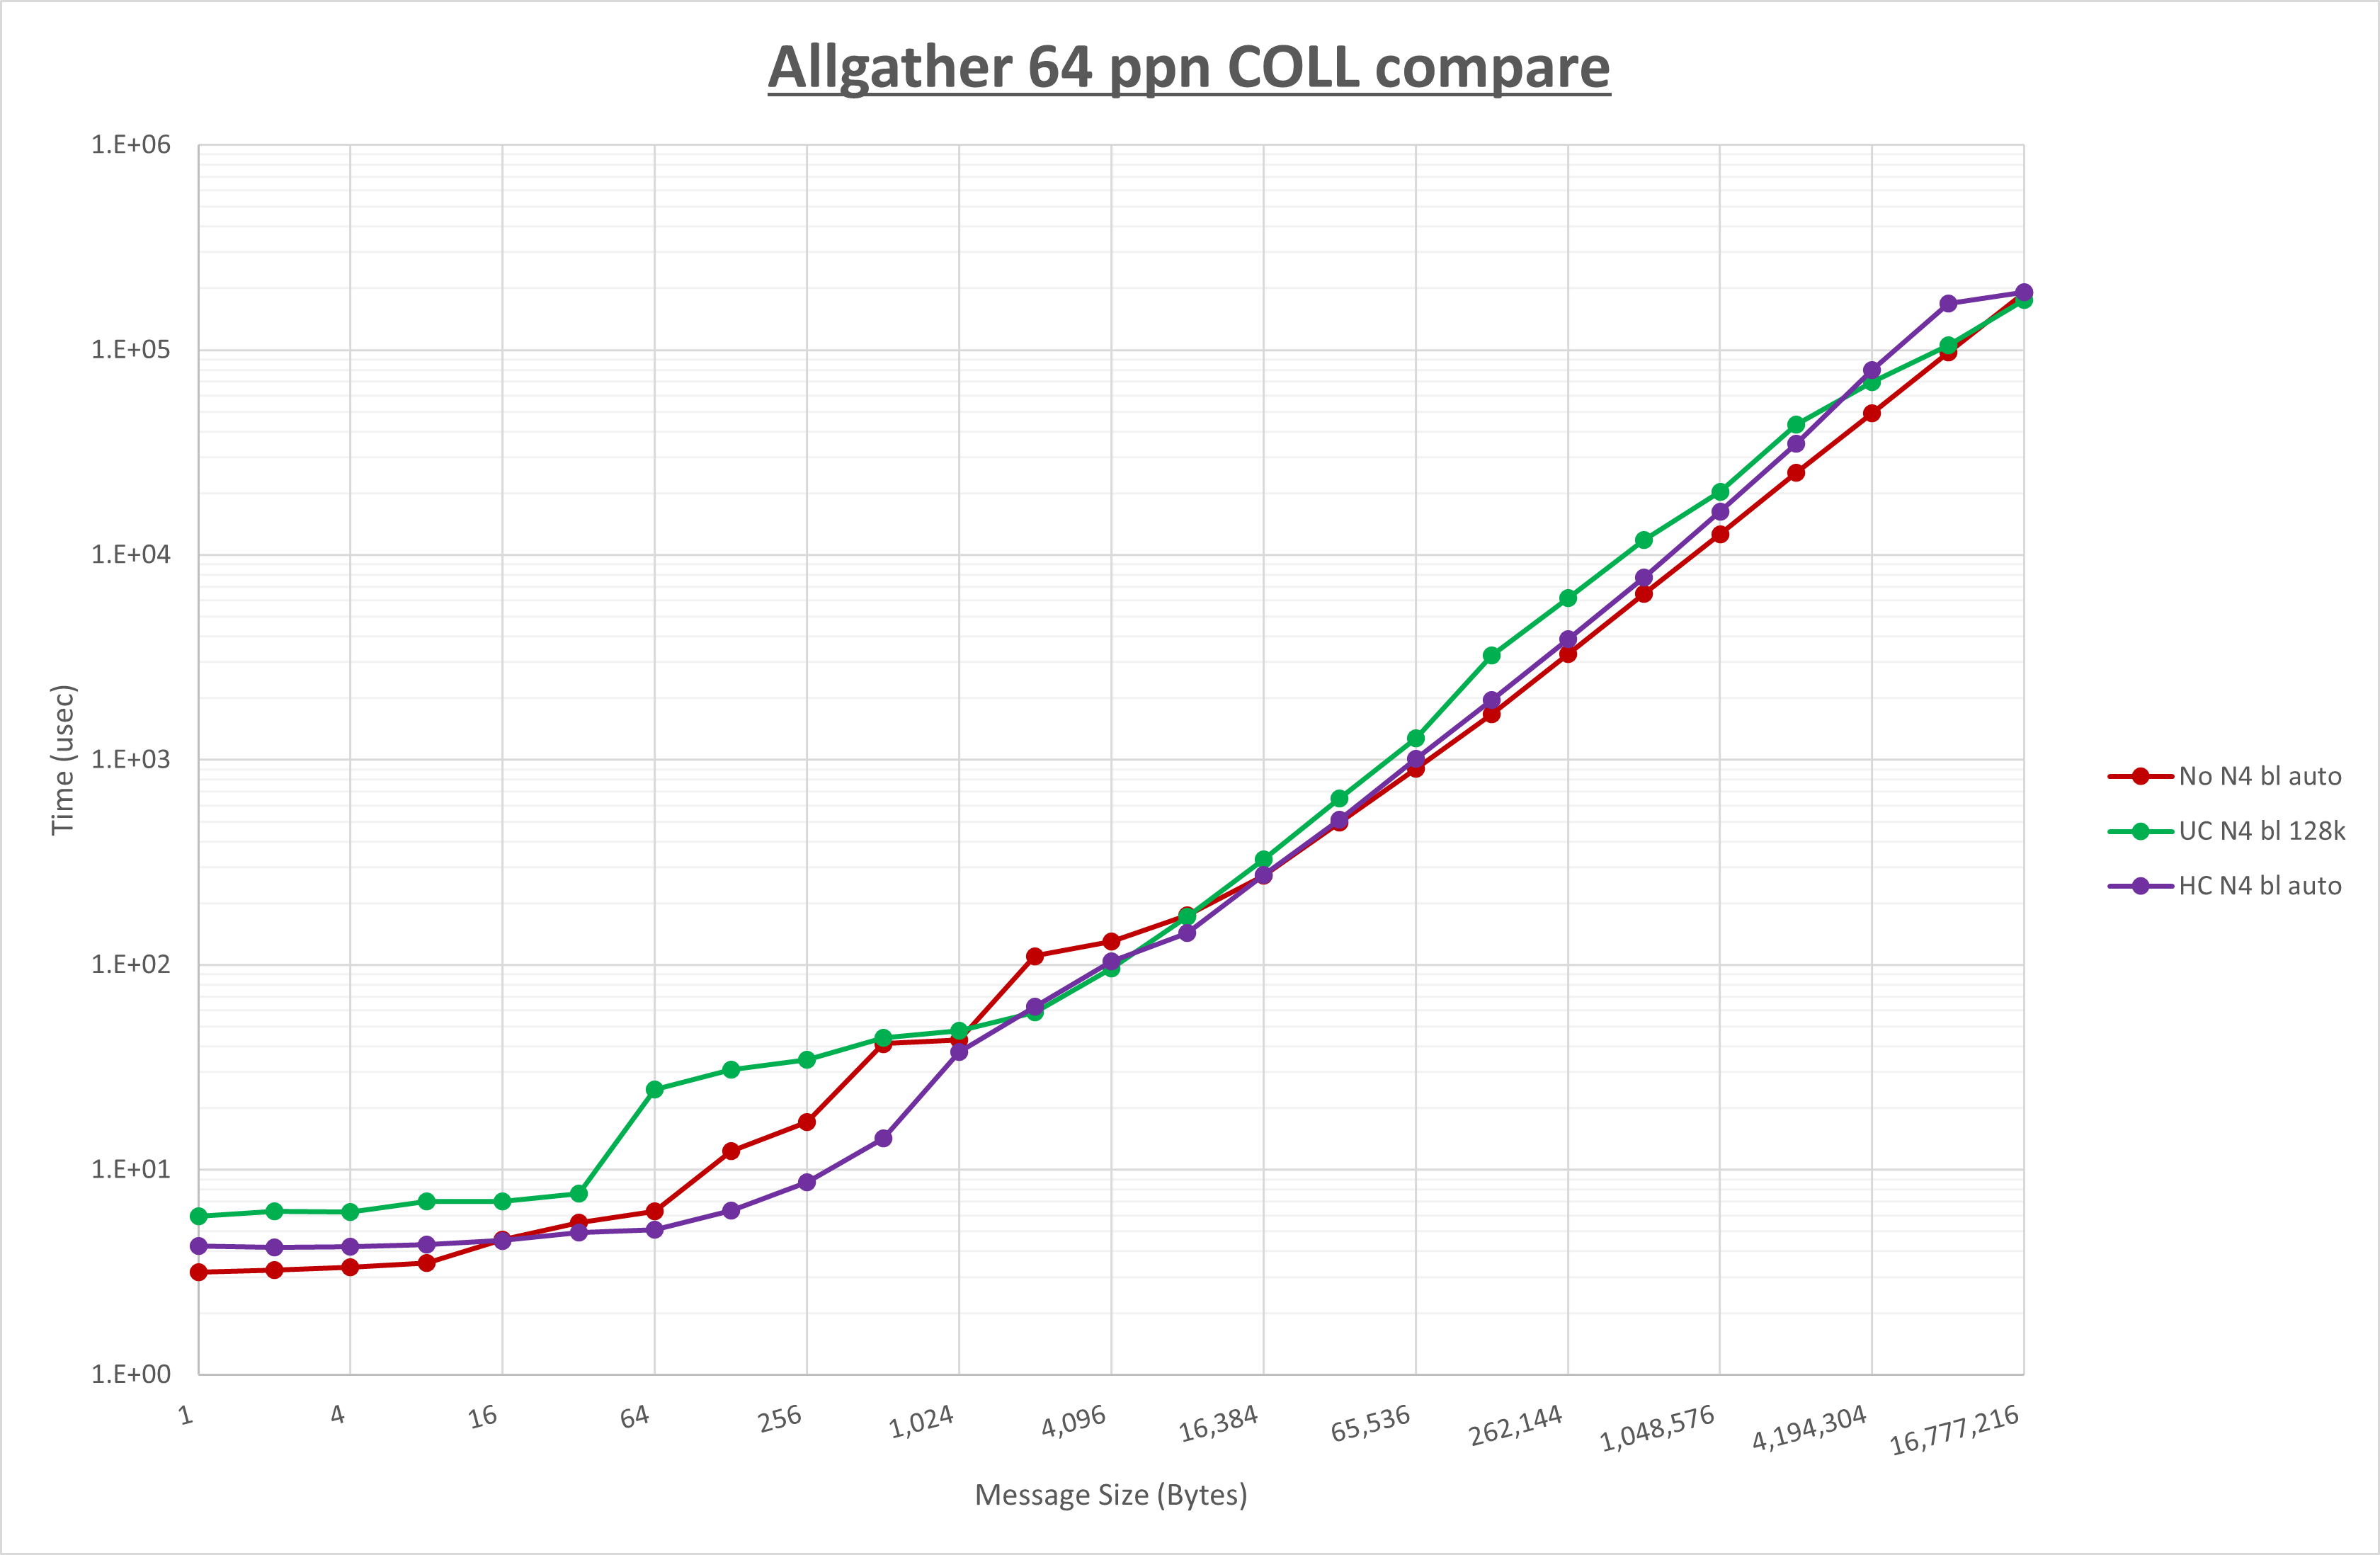 Allgather 64 ppn COLL compare
1.E+06
1.E+05
1.E+04
1.E+03
1.E+02
1.E+01
1.E+00
Time (usec)
1 4 16 64 256 1,024 4,096 16,384 65,536 262,144 1,048,576 4,194,304 16,777,216
Message Size (Bytes)
No N4 bl auto
UC N4 bl 128k
HC N4 bl auto